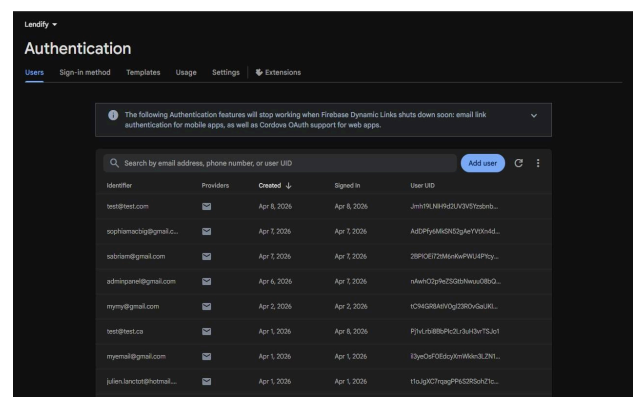 Lendify
Authentication
Users Sign-in method Templates Usage Settings Extensions
The following Authentication features will stop working when Firebase Dynamic Links shuts down soon: email link
authentication for mobile apps, as well as Cordova OAuth support for web apps.
Search by email address, phone number, or user UID Add user
Identifier Providers Created Signed In User UID
test@test.com Apr 8, 2026 Apr 8, 2026
sophiamacbig@gmail.c... Apr 7, 2026 Apr 7, 2026
sabriam@gmail.com Apr 7, 2026 Apr 7, 2026
adminpanel@gmail.com Apr 6, 2026 Apr 7, 2026
mymy@gmail.com Apr 2, 2026 Apr 2, 2026
test@test.ca Apr 1, 2026 Apr 8, 2026
myemail@gmail.com Apr 1, 2026 Apr 1, 2026
julien.lanctot@hotmail.... Apr 1, 2026 Apr 1, 2026